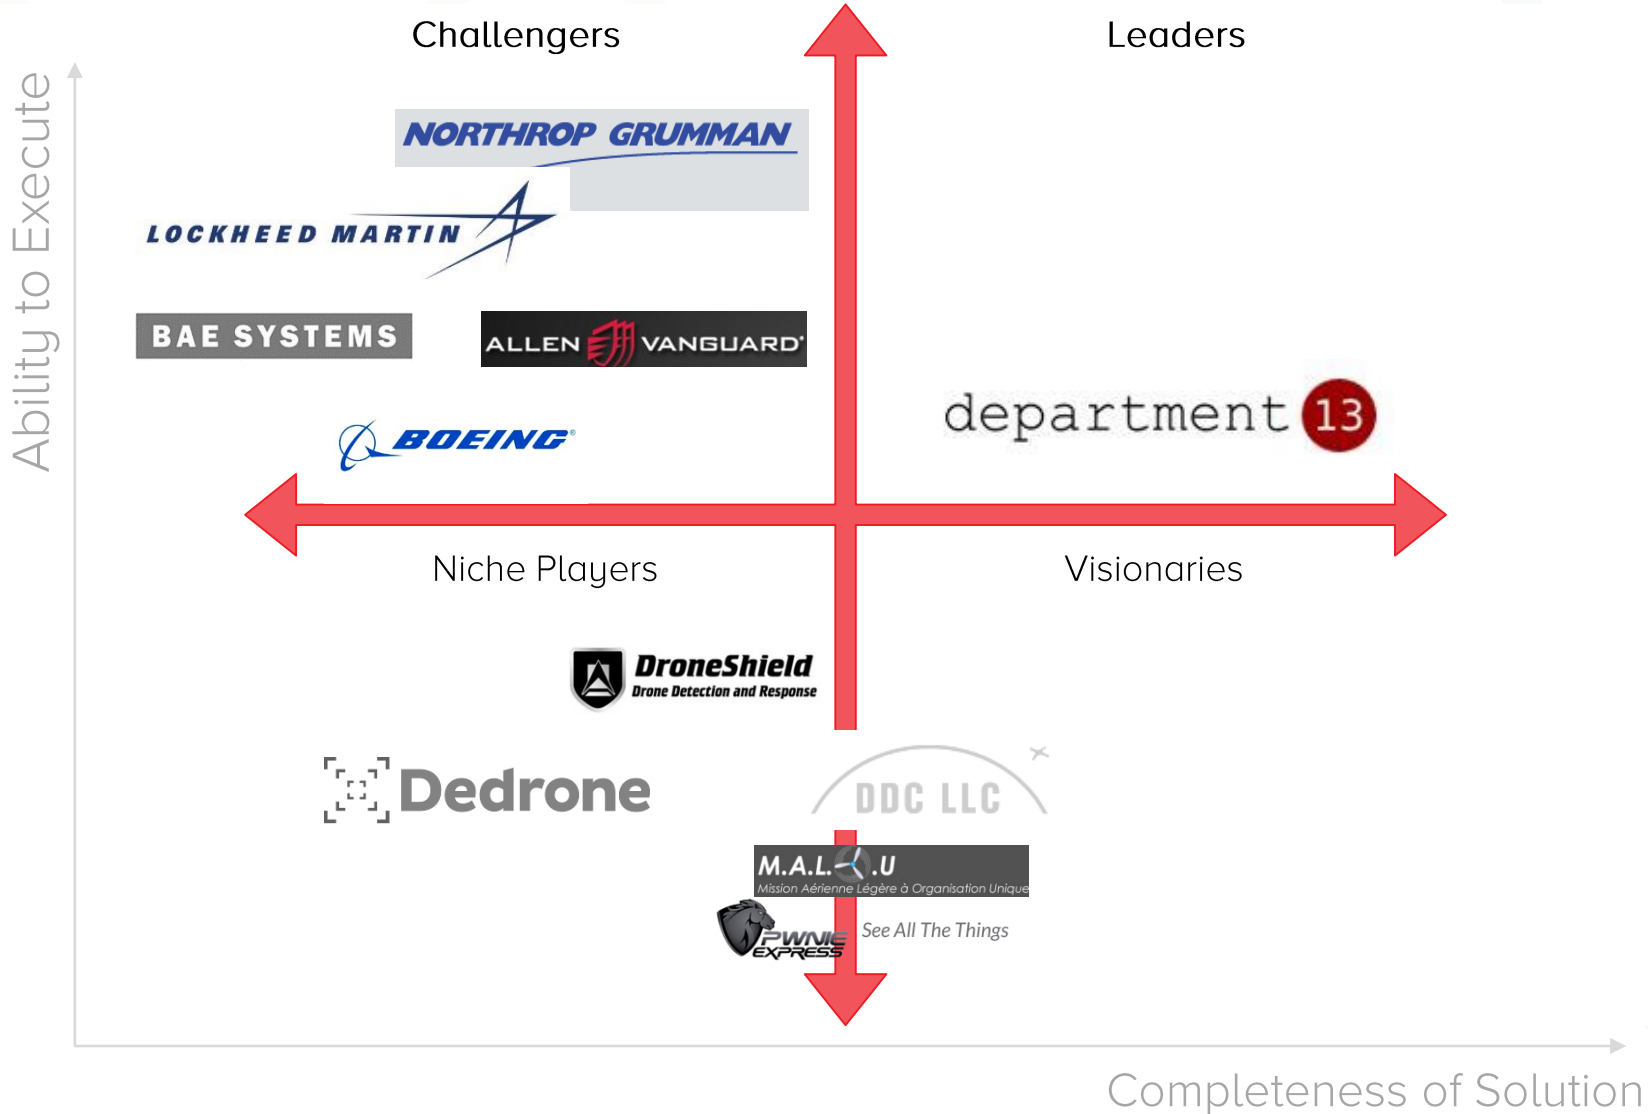 Challengers
Leaders
Ability to Execute
NORTHROP GRUMMAN
LOCKHEED MARTIN
BAE SYSTEMS
ALLEN VANGUARD
department 13
BOEING®
Niche Players
Visionaries
DroneShield
Drone Detection and Response
Dedrone
DDC LLC
M.A.L.U
Mission Aérienne Légère à Organisation Unique
PWNIE
EXPRESS
See All The Things
Completeness of Solution